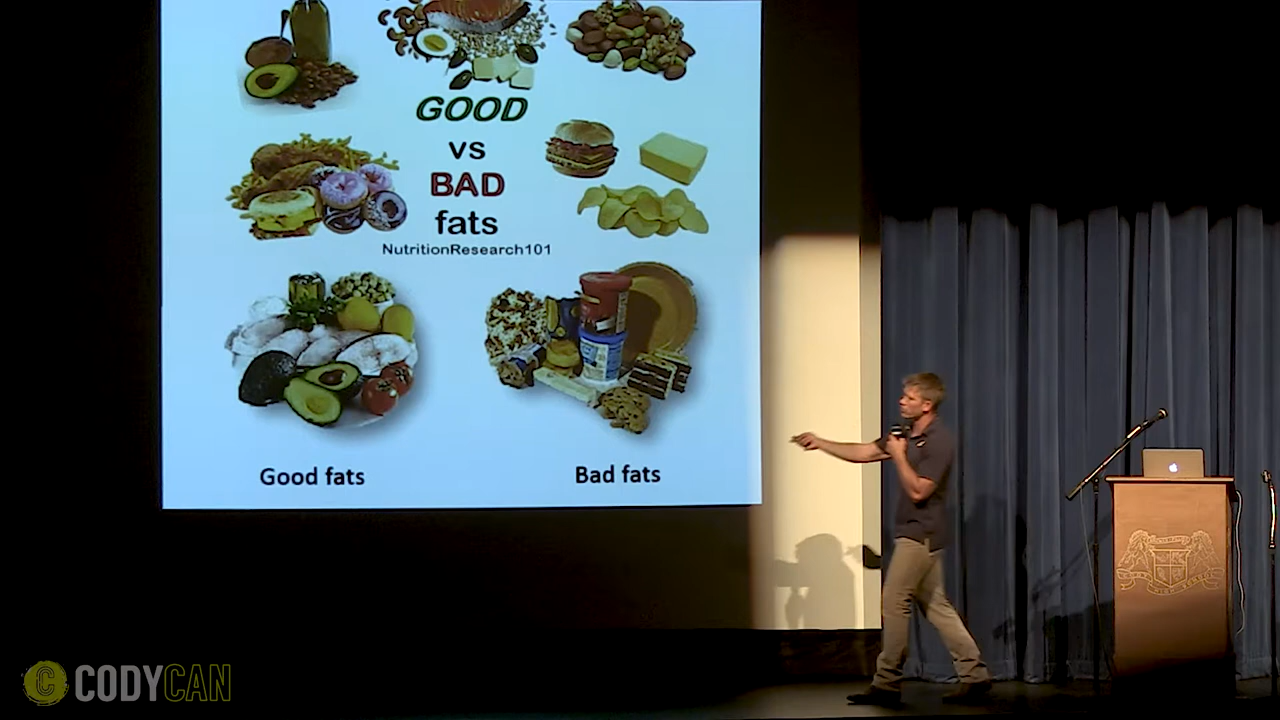 GOOD
vs
BAD
fats
NutritionResearch101
Good fats
Bad fats
CODYCAN